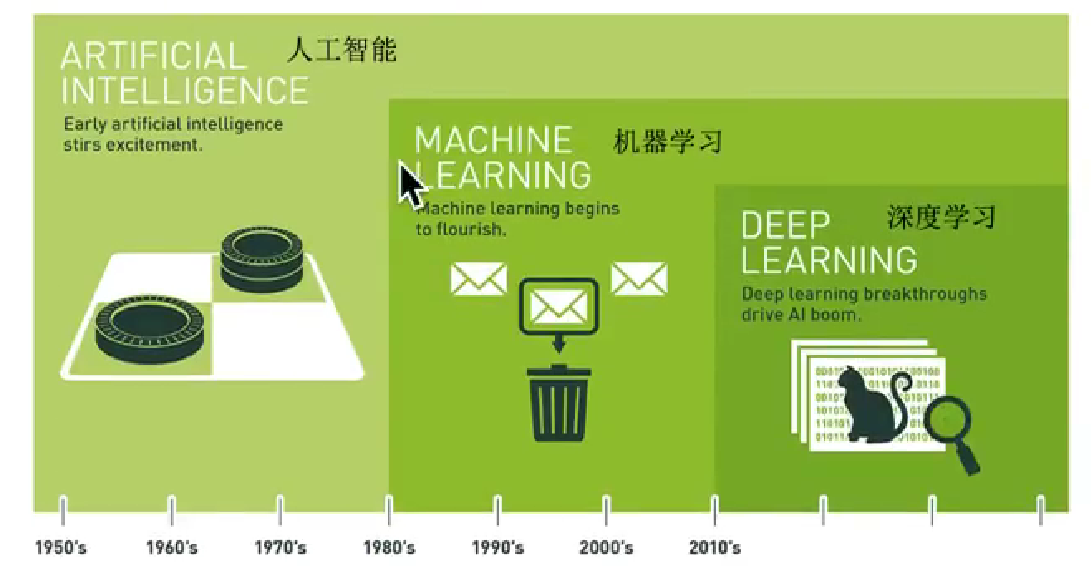 ARTIFICIAL
INTELLIGENCE
人工智能
Early artificial intelligence
stirs excitement.
MACHINE
LEARNING
机器学习
Machine learning begins
to flourish.
DEEP
LEARNING
深度学习
Deep learning breakthroughs
drive AI boom.
1950's 1960's 1970's 1980's 1990's 2000's 2010's